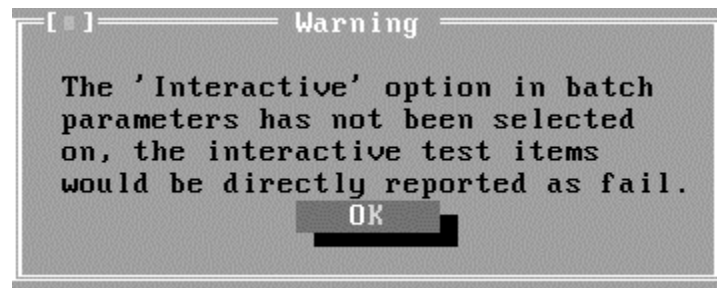 [■] Warning
The 'Interactive' option in batch
parameters has not been selected
on, the interactive test items
would be directly reported as fail.
OK